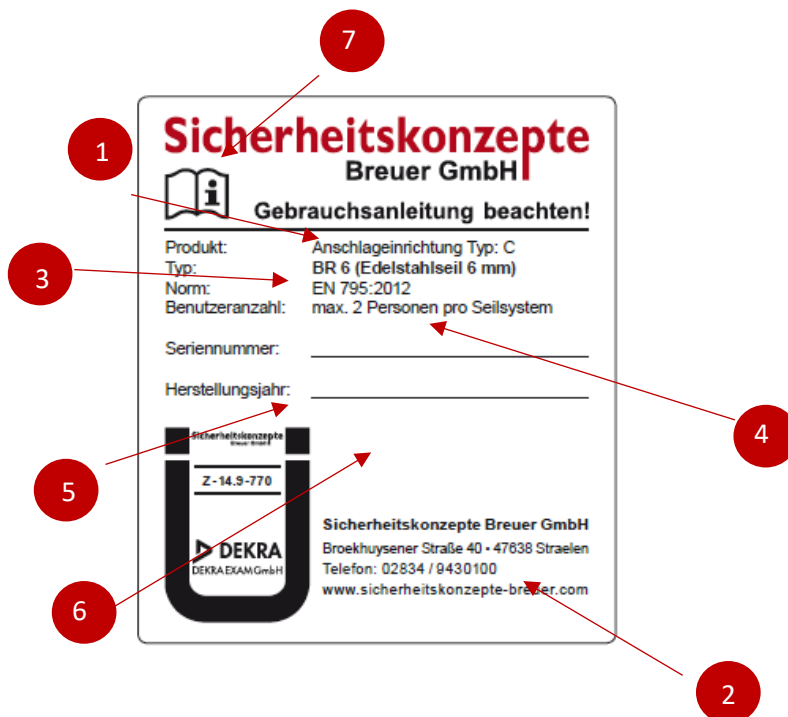 7
Sicherheitskonzepte
1
Breuer GmbH
i
Gebrauchsanleitung beachten!
Produkt: Anschlageinrichtung Typ: C
3
Typ: BR 6 (Edelstahlseil 6 mm)
Norm: EN 795:2012
Benutzeranzahl: max. 2 Personen pro Seilsystem
Seriennummer:
Herstellungsjahr:
4
Sicherheitskonzepte
Breuer GmbH
5
Z-14.9-770
Sicherheitskonzepte Breuer GmbH
DEKRA
Broekhuysener Straße 40 • 47638 Straelen
DEKRA EXAM GmbH
Telefon: 02834 / 9430100
www.sicherheitskonzepte-breuer.com
6
2